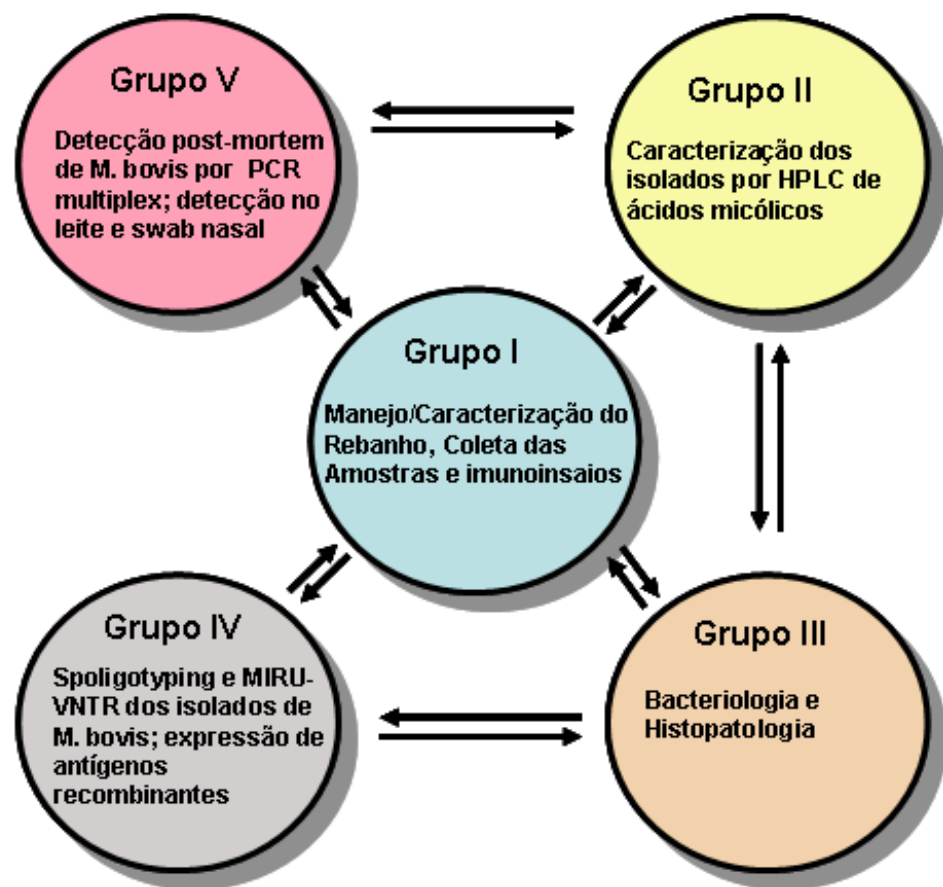 Grupo V
Detecção post-mortem
de M. bovis por PCR
multiplex; detecção no
leite e swab nasal
Grupo II
Caracterização dos
isolados por HPLC de
ácidos micólicos
Grupo I
Manejo/Caracterização do
Rebanho, Coleta das
Amostras e imunoinsaios
Grupo IV
Spoligotyping e MIRU-
VNTR dos isolados de
M. bovis; expressão de
antígenos
recombinantes
Grupo III
Bacteriologia e
Histopatologia